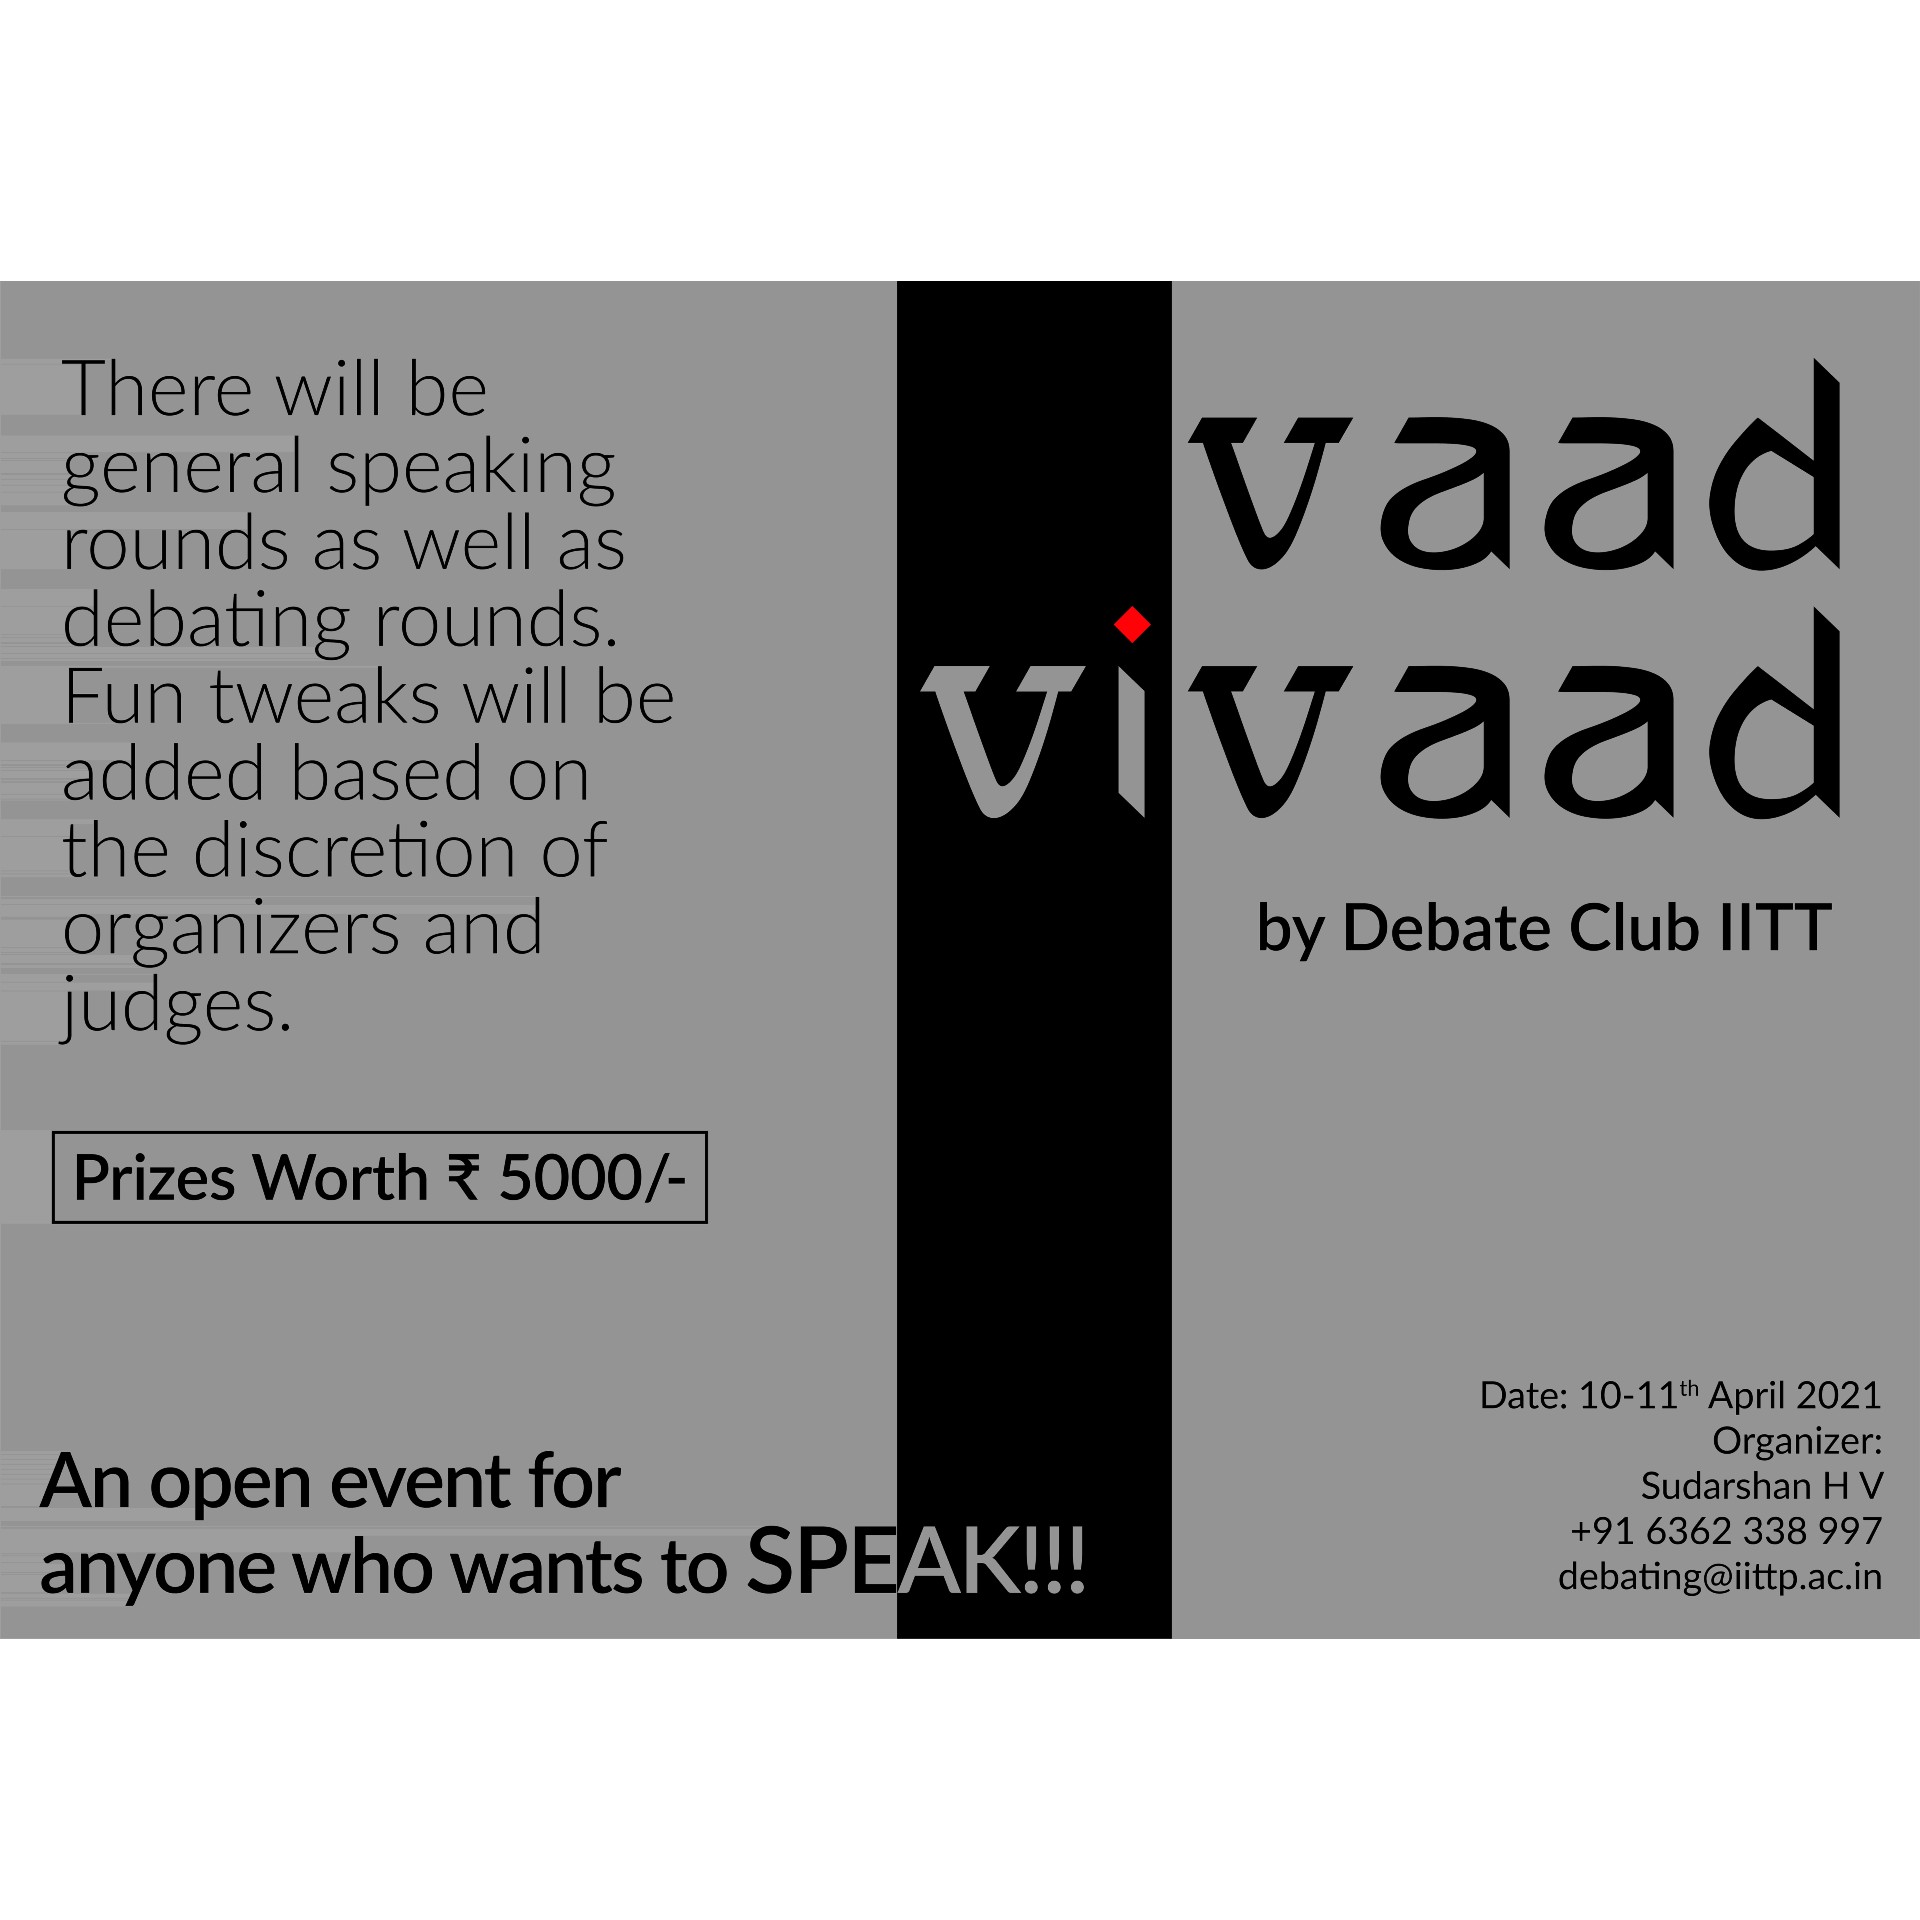 There will be
general speaking
rounds as well as
debating rounds.
Fun tweaks will be
added based on
the discretion of
organizers and
judges.
Prizes Worth ₹ 5000/-
An open event for
anyone who wants to SPEAK!!!
vaad
vivaad
by Debate Club IITT
Date: 10-11th April 2021
Organizer:
Sudarshan H V
+91 6362 338 997
debating@iittp.ac.in